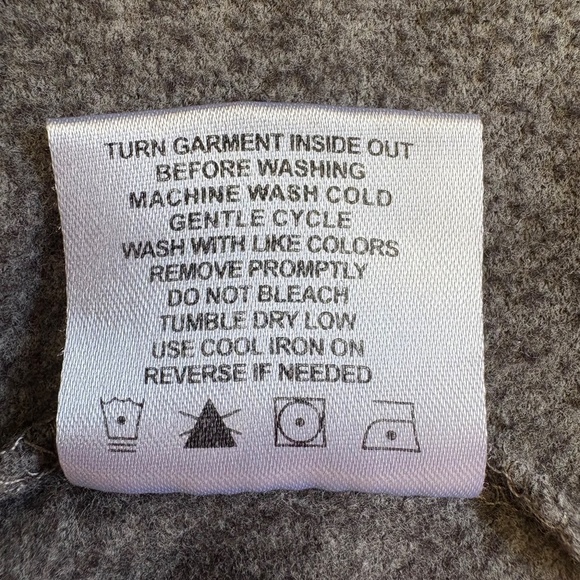 TURN GARMENT INSIDE OUT
BEFORE WASHING
MACHINE WASH COLD
GENTLE CYCLE
WASH WITH LIKE COLORS
REMOVE PROMPTLY
DO NOT BLEACH
TUMBLE DRY LOW
USE COOL IRON ON
REVERSE IF NEEDED